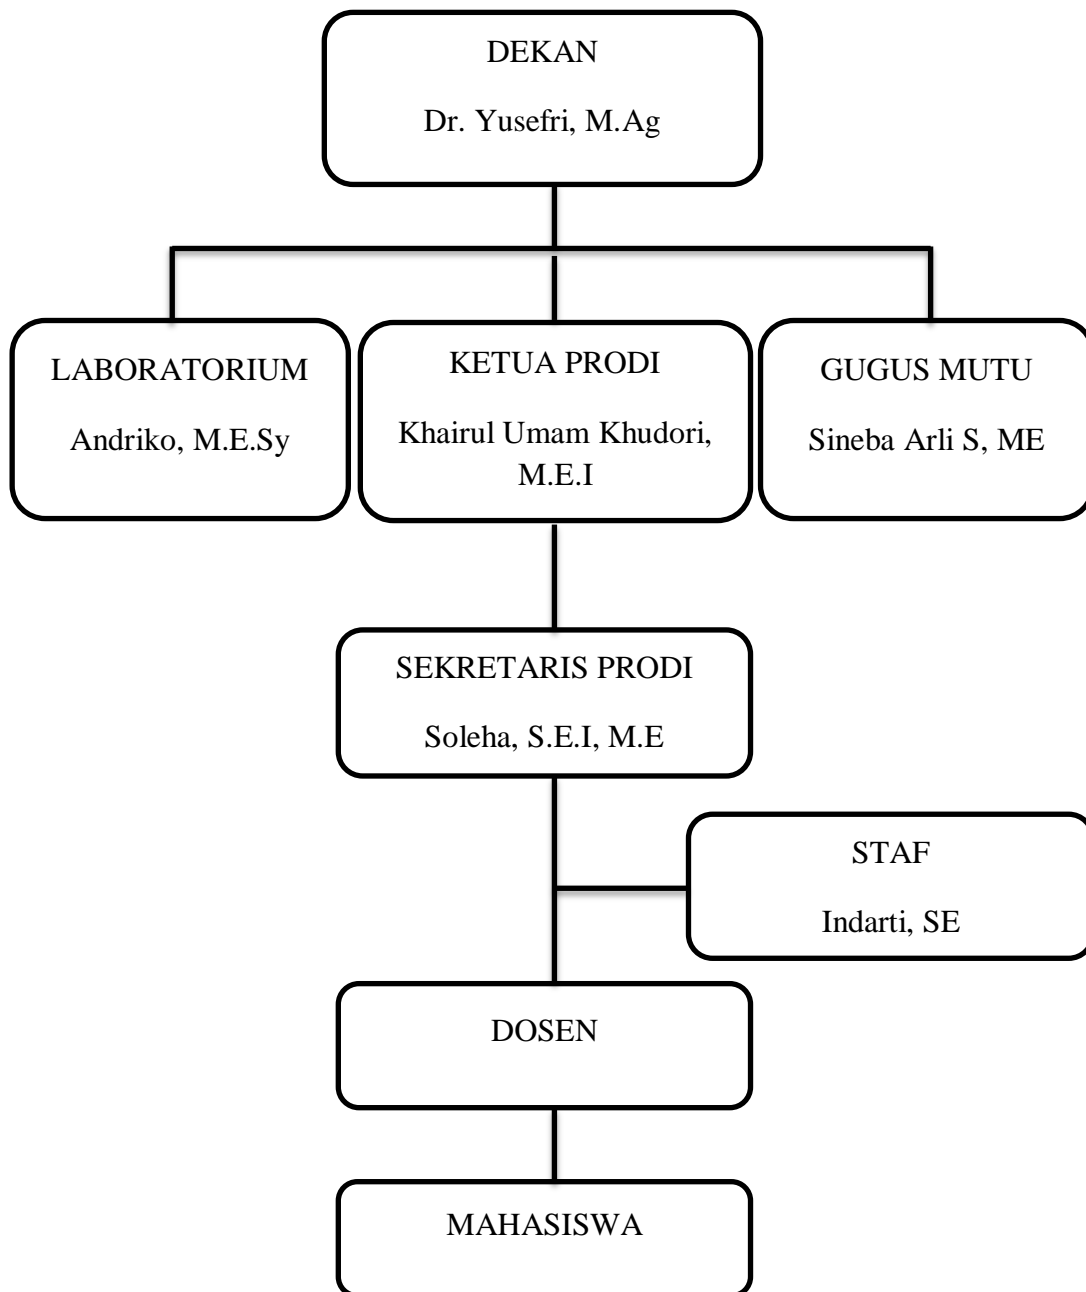 DEKAN
Dr. Yusefri, M.Ag
LABORATORIUM
Andriko, M.E.Sy
KETUA PRODI
Khairul Umam Khudori,
M.E.I
GUGUS MUTU
Sineba Arli S, ME
SEKRETARIS PRODI
Soleha, S.E.I, M.E
STAF
Indarti, SE
DOSEN
MAHASISWA